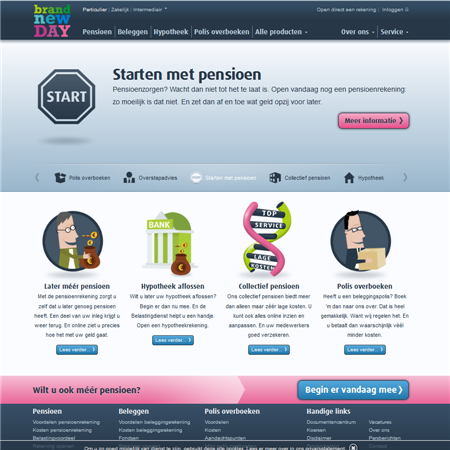 brand
new
DAY
Particulier | Zakelijk | Intermediair
Open direct een rekening | Inloggen
Pensioen | Beleggen | Hypotheek | Polis overboeken | Alle producten
Over ons | Service
START
Starten met pensioen
Pensioenzorgen? Wacht dan niet tot het te laat is. Open vandaag nog een pensioenrekening:
zo moeilijk is dat niet. En zet dan af en toe wat geld opzij voor later.
Meer informatie
Polis overboeken
Overstapadvies
Starten met pensioen
Collectief pensioen
Hypotheek
BANK
TOP
SERVICE
LAGE
KOSTEN
Later méér pensioen
Met de pensioenrekening zorgt u
zelf dat u later genoeg pensioen
heeft. Een deel van uw inleg krijgt u
weer terug. En online ziet u precies
hoe het met uw geld gaat.
Lees verder...
Hypotheek aflossen
Wilt u later uw hypotheek aflossen?
Begin er dan nu mee. En de
Belastingdienst helpt u een handje.
Open een hypotheekrekening.
Lees verder...
Collectief pensioen
Ons collectief pensioen biedt meer
dan alleen maar zéér lage kosten. U
kunt ook alles online inzien en
aanpassen. En uw medewerkers
goed verzekeren.
Lees verder...
Polis overboeken
Heeft u een beleggingspolis? Boek
'm dan naar ons over. Dat is heel
gemakkelijk. Want wij regelen het. En
u betaalt dan waarschijnlijk véél
minder kosten.
Lees verder...
Wilt u ook méér pensioen?
Begin er vandaag mee!
Pensioen
Voordelen pensioenrekening
Kosten pensioenrekening
Belastingvoordeel
Beleggen
Voordelen beleggingsrekening
Kosten beleggingsrekening
Fondsen
Polis overboeken
Voordelen
Kosten
Aandachtspunten
Handige links
Documentencentrum
Koersen
Disclaimer
Vacatures
Over ons
Persberichten
Contact
Om u zo goed mogelijk van dienst te zijn, gebruikt deze site cookies. Lees er meer over in ons privacystatement.